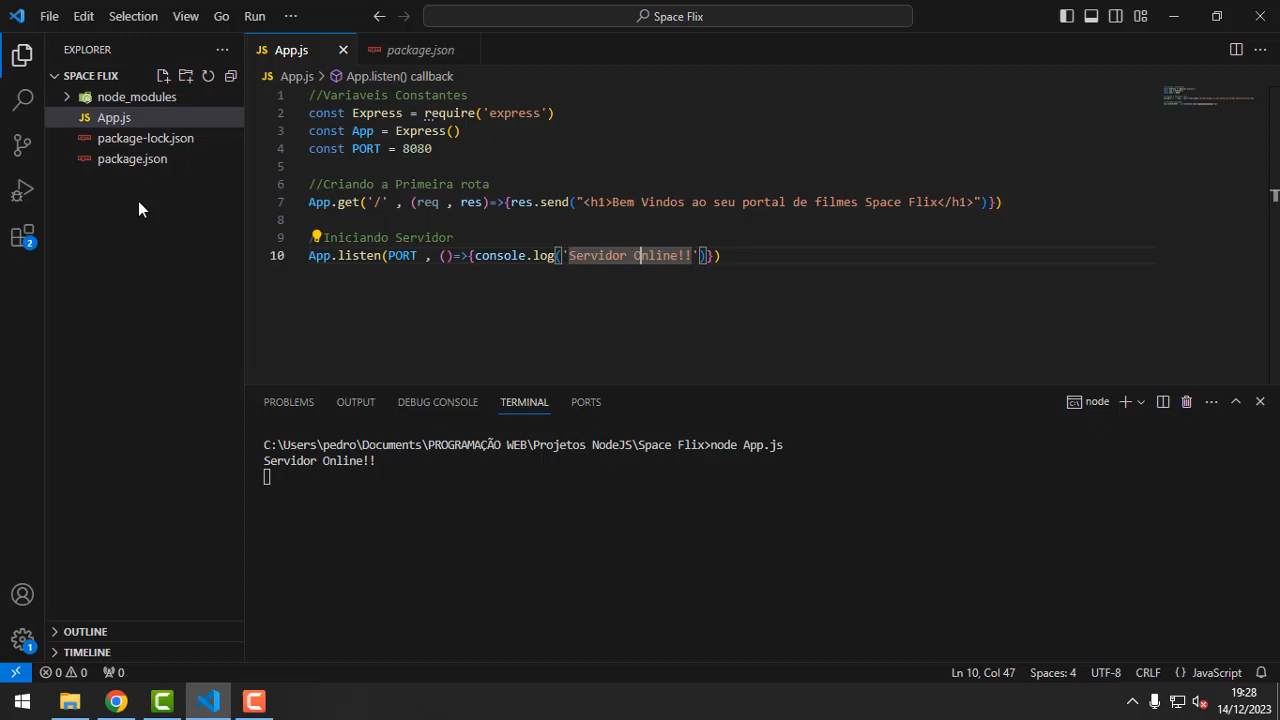 File Edit Selection View Go Run ···
Space Flix
EXPLORER
SPACE FLIX
node_modules
JS App.js
package-lock.json
package.json
OUTLINE
TIMELINE
2
1
JS App.js
package.json
JS App.js > App.listen() callback
1 //Variaveis Constantes
2 const Express = require('express')
3 const App = Express()
4 const PORT = 8080
5
6 //Criando a Primeira rota
7 App.get('/' , (req , res)=>{res.send("<h1>Bem Vindos ao seu portal de filmes Space Flix</h1>")})
8
9 /Iniciando Servidor
10 App.listen(PORT , ()=>{console.log('Servidor Online!!')})
PROBLEMS OUTPUT DEBUG CONSOLE TERMINAL PORTS
node
C:\Users\pedro\Documents\PROGRAMAÇÃO WEB\Projetos NodeJS\Space Flix>node App.js
Servidor Online!!
0 0 0
Ln 10, Col 47 Spaces: 4 UTF-8 CRLF {} JavaScript
19:28
14/12/2023